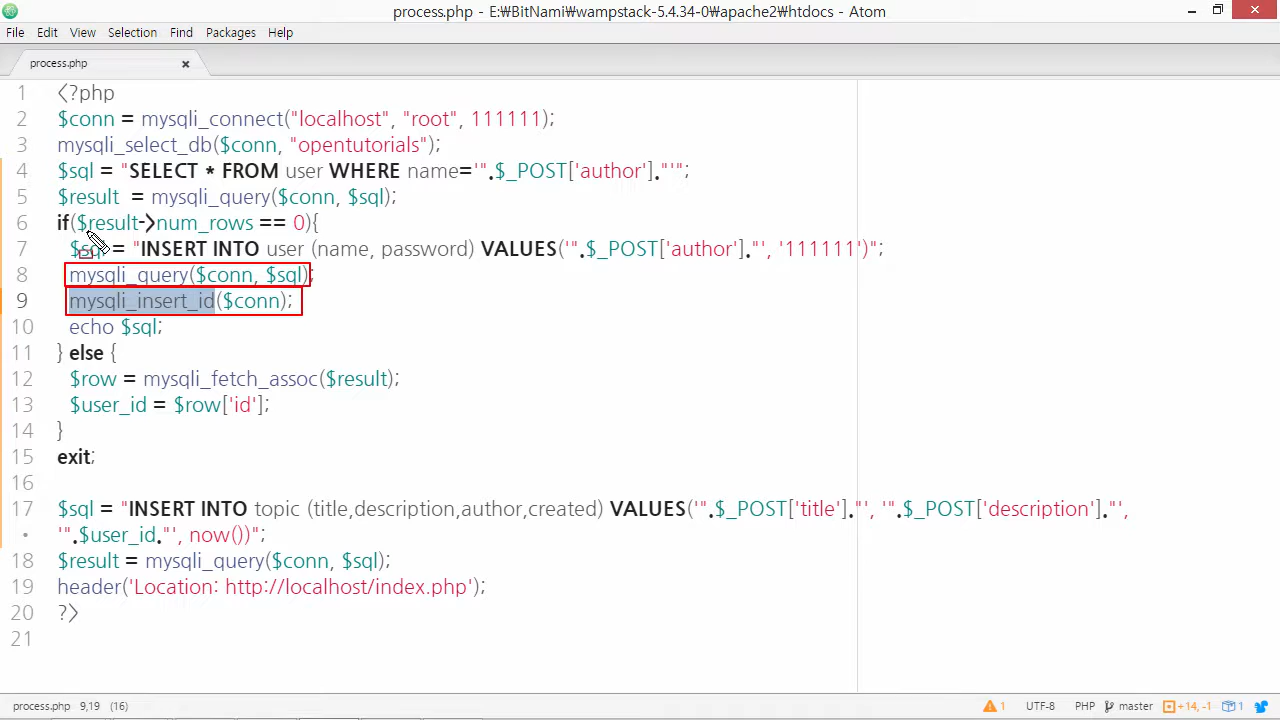 process.php - E:₩BitNami₩wampstack-5.4.34-0₩apache2₩htdocs - Atom
File Edit View Selection Find Packages Help
process.php
1 <?php
2 $conn = mysqli_connect("localhost", "root", 111111);
3 mysqli_select_db($conn, "opentutorials");
4 $sql = "SELECT * FROM user WHERE name='".$_POST['author']."'";
5 $result  = mysqli_query($conn, $sql);
6 if($result->num_rows == 0){
7   $sql = "INSERT INTO user (name, password) VALUES('".$_POST['author']."', '111111')";
8   mysqli_query($conn, $sql);
9   mysqli_insert_id($conn);
10   echo $sql;
11 } else {
12   $row = mysqli_fetch_assoc($result);
13   $user_id = $row['id'];
14 }
15 exit;
16
17 $sql = "INSERT INTO topic (title,description,author,created) VALUES('".$_POST['title']."', '".$_POST['description']."',
• '".$user_id."', now())";
18 $result = mysqli_query($conn, $sql);
19 header('Location: http://localhost/index.php');
20 ?>
21
process.php 9,19 (16) 1 UTF-8 PHP master +14, -1 1